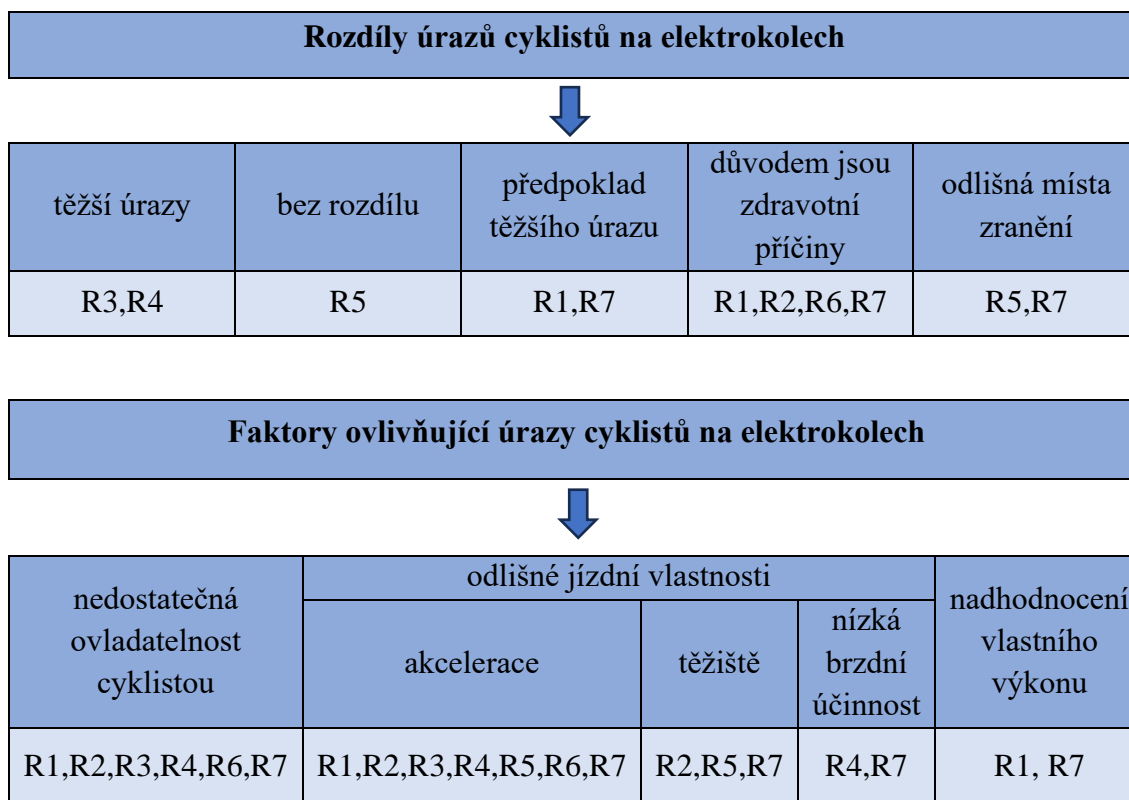 Rozdíly úrazů cyklistů na elektrokolech
těžší úrazy
bez rozdílu
předpoklad
těžšího úrazu
důvodem jsou
zdravotní
příčiny
odlišná místa
zranění
R3,R4
R5
R1,R7
R1,R2,R6,R7
R5,R7
Faktory ovlivňující úrazy cyklistů na elektrokolech
nedostatečná
ovladatelnost
cyklistou
odlišné jízdní vlastnosti
akcelerace
těžiště
nízká
brzdní
účinnost
nadhodnocení
vlastního
výkonu
R1,R2,R3,R4,R6,R7
R1,R2,R3,R4,R5,R6,R7
R2,R5,R7
R4,R7
R1, R7